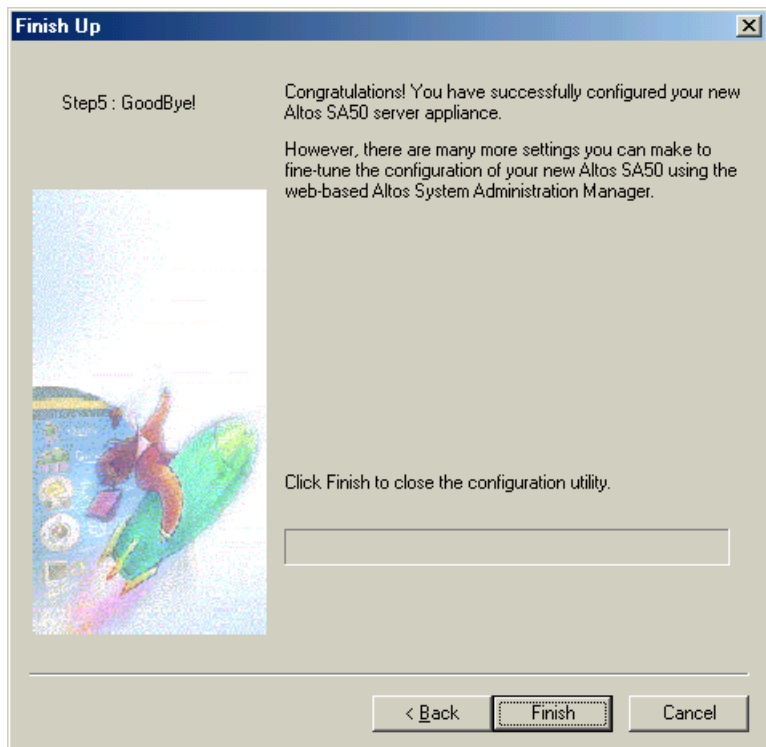 Finish Up
Step5 : GoodBye!
Congratulations! You have successfully configured your new
Altos SA50 server appliance.
However, there are many more settings you can make to
fine-tune the configuration of your new Altos SA50 using the
web-based Altos System Administration Manager.
Click Finish to close the configuration utility.
< Back
Finish
Cancel